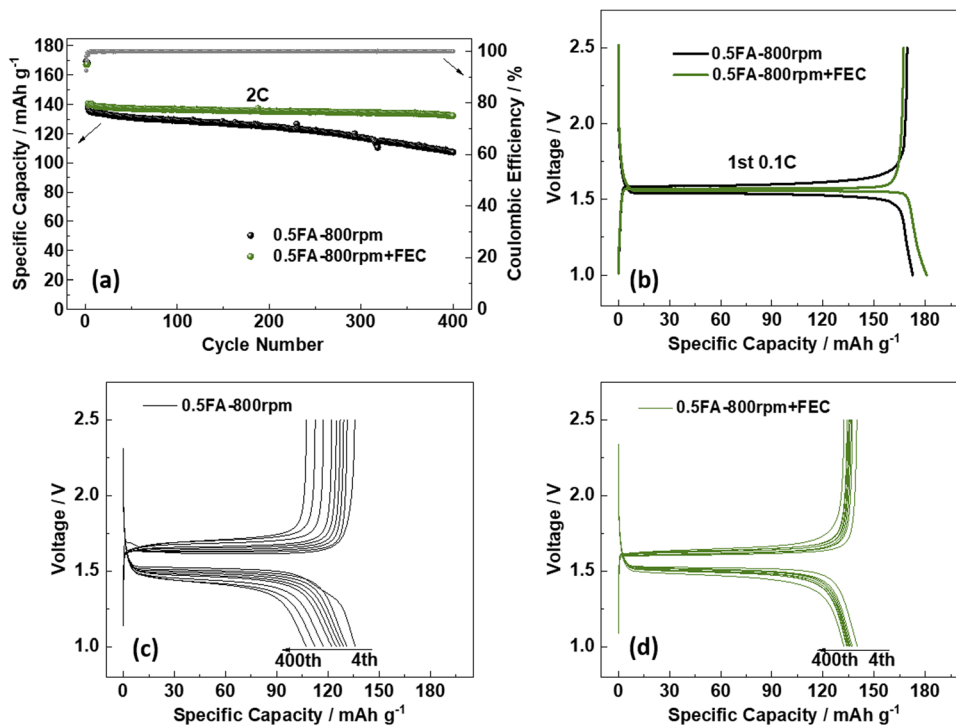 180
160
140
120
100
80
60
40
20
0
Specific Capacity / mAh g-1
2C
0.5FA-800rpm
0.5FA-800rpm+FEC
(a)
100
80
60
40
20
0
Coulombic Efficiency / %
0 100 200 300 400
Cycle Number
2.5
2.0
1.5
1.0
Voltage / V
0.5FA-800rpm
0.5FA-800rpm+FEC
1st 0.1C
(b)
0 30 60 90 120 150 180
Specific Capacity / mAh g-1
2.5
2.0
1.5
1.0
Voltage / V
0.5FA-800rpm
(c)
400th 4th
0 30 60 90 120 150 180
Specific Capacity / mAh g-1
2.5
2.0
1.5
1.0
Voltage / V
0.5FA-800rpm+FEC
(d)
400th 4th
0 30 60 90 120 150 180
Specific Capacity / mAh g-1